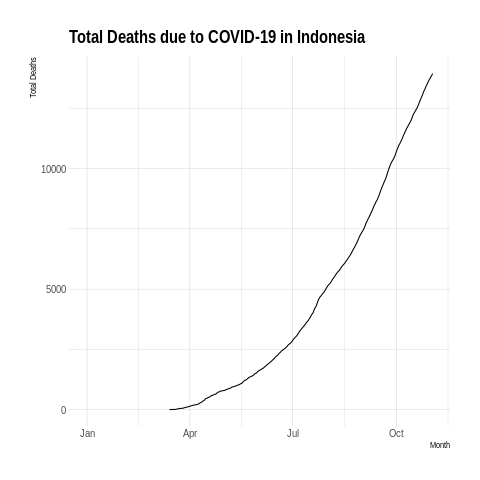 Total Deaths due to COVID-19 in Indonesia
Total Deaths
10000
5000
0
Jan Apr Jul Oct
Month